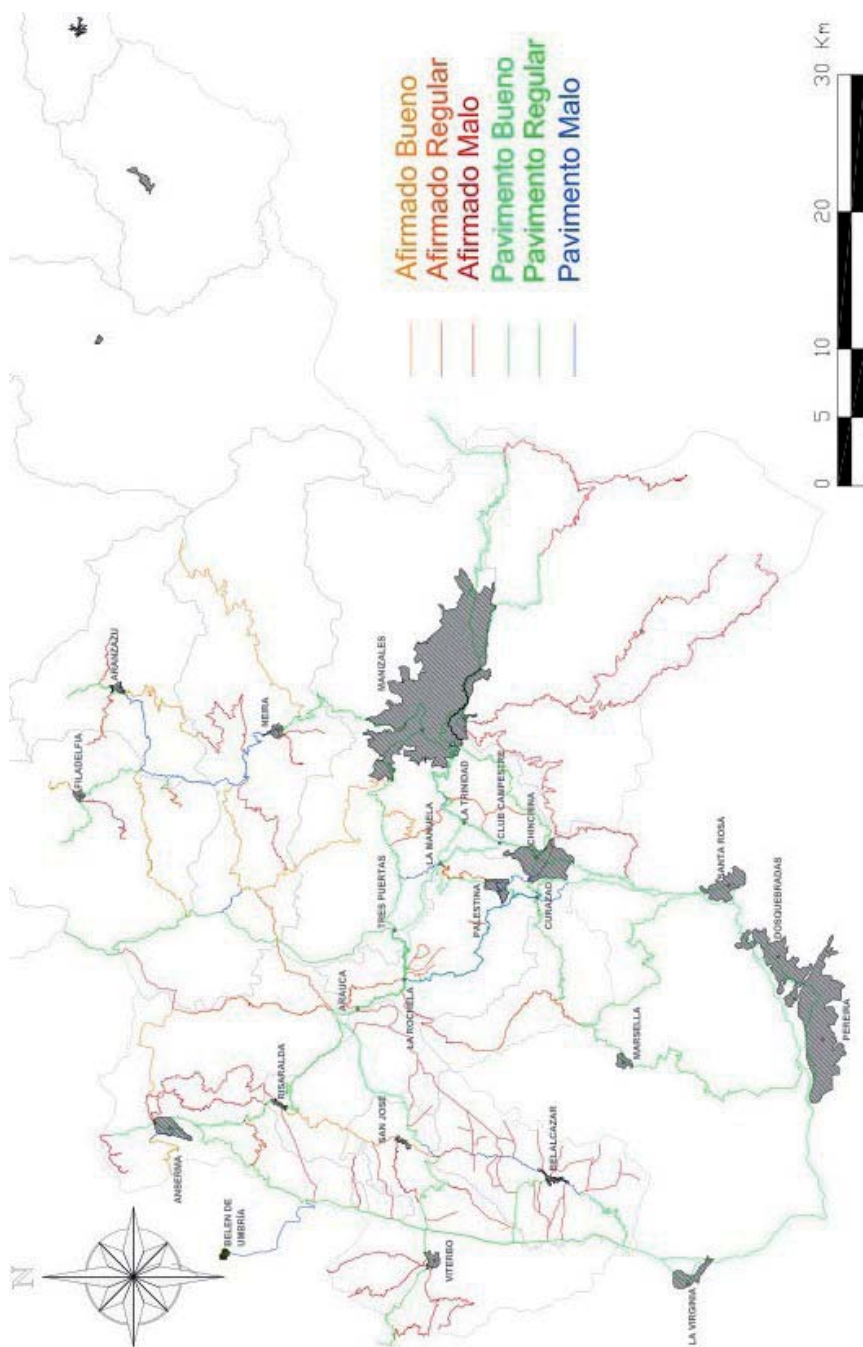 N
ARANZAZU
FILADELFIA
NEIRA
MANIZALES
LA TRINIDAD
CLUB CAMPESTRE
LA MANUELA
CHINCHINA
TRES PUERTAS
PALESTINA
CURAZAO
SANTA ROSA
DOSQUEBRADAS
PEREIRA
ARAUCA
LA ROCHELA
MARSELLA
RISARALDA
SAN JOSE
BELALCAZAR
ANSERMA
BELEN DE
UMBRÍA
VITERBO
LA VIRGINIA
Afirmado Bueno
Afirmado Regular
Afirmado Malo
Pavimento Bueno
Pavimento Regular
Pavimento Malo
0 5 10 20 30 Km